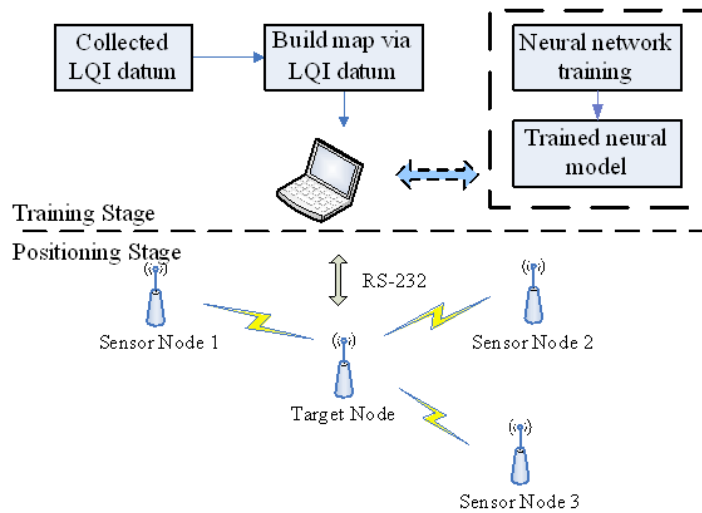 Collected
LQI datum
Build map via
LQI datum
Neural network
training
Trained neural
model
Training Stage
Positioning Stage
RS-232
Sensor Node 1
Sensor Node 2
Target Node
Sensor Node 3